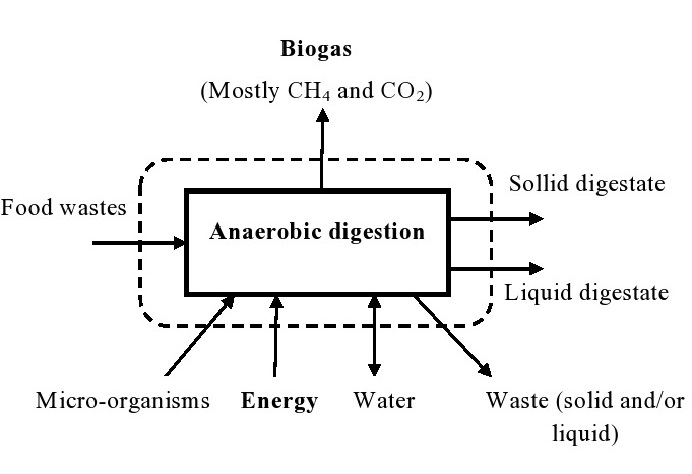 Biogas
(Mostly CH₄ and CO₂)
Sollid digestate
Food wastes
Anaerobic digestion
Liquid digestate
Micro-organisms
Energy
Water
Waste (solid and/or
liquid)